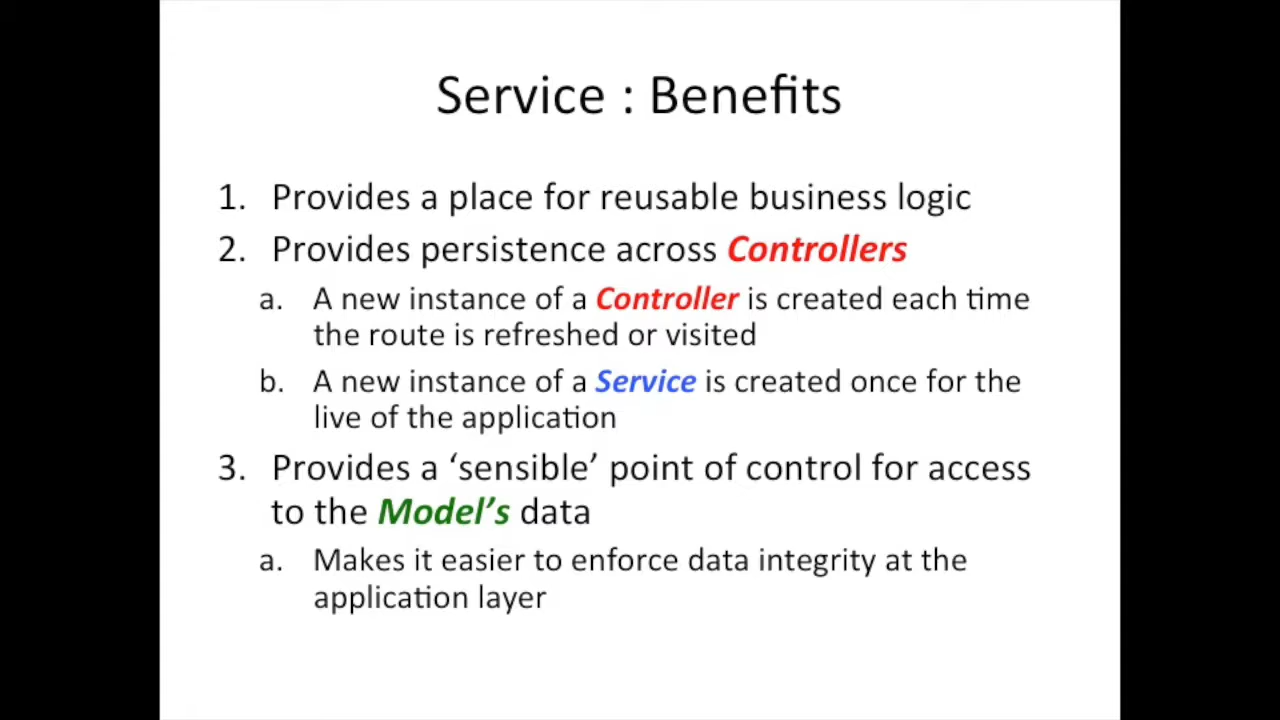 Service : Benefits
1. Provides a place for reusable business logic
2. Provides persistence across Controllers
a. A new instance of a Controller is created each time
the route is refreshed or visited
b. A new instance of a Service is created once for the
live of the application
3. Provides a ‘sensible’ point of control for access
to the Model’s data
a. Makes it easier to enforce data integrity at the
application layer